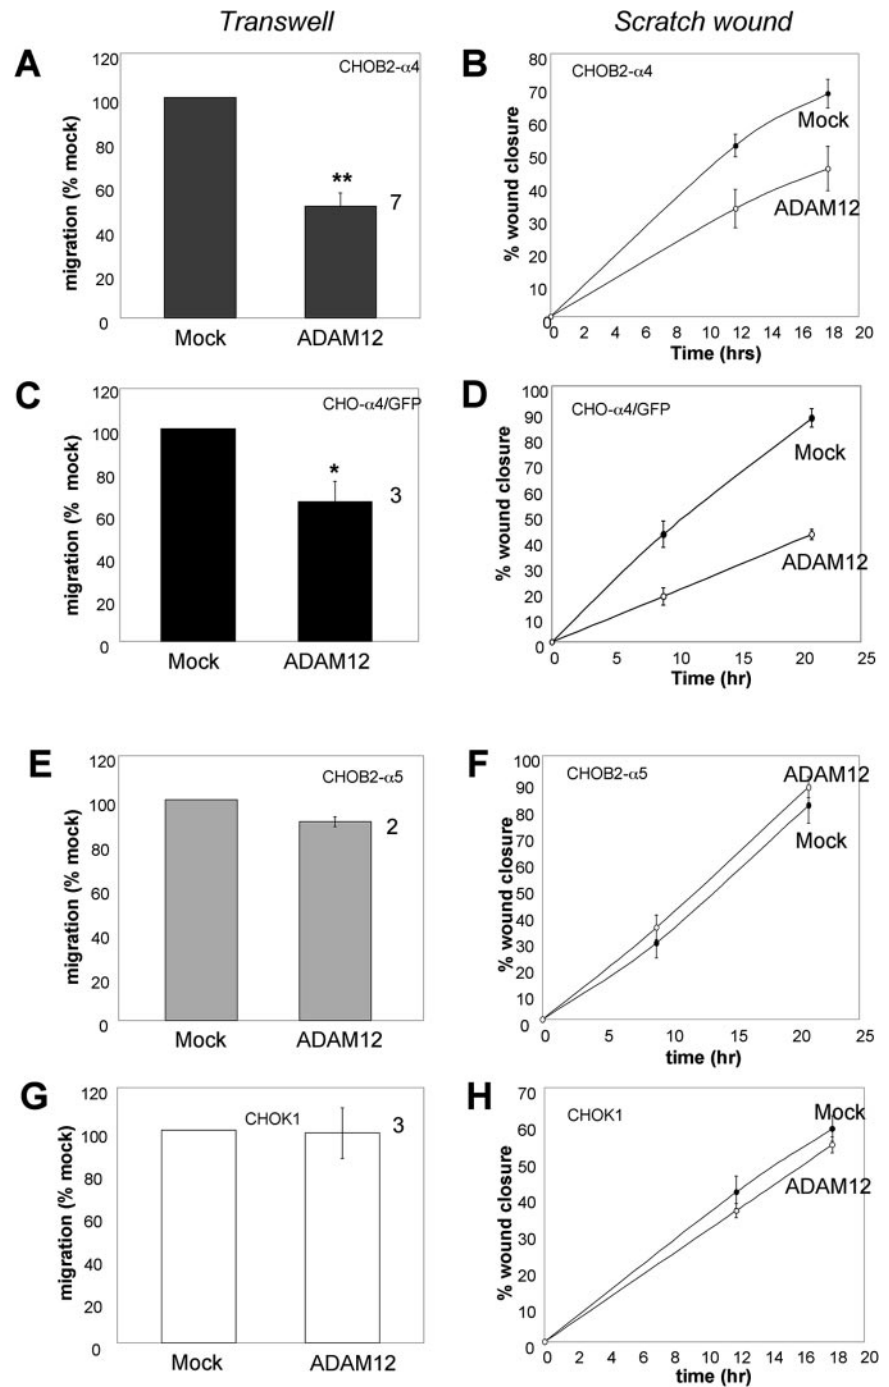 Transwell
Scratch wound
A
120
100
80
60
40
20
0
migration (% mock)
CHOB2-α4
**
7
Mock ADAM12
B
80
70
60
50
40
30
20
10
0
% wound closure
CHOB2-α4
Mock
ADAM12
0 2 4 6 8 10 12 14 16 18 20
Time (hrs)
C
120
100
80
60
40
20
0
migration (% mock)
CHO-α4/GFP
*
3
Mock ADAM12
D
100
90
80
70
60
50
40
30
20
10
0
% wound closure
CHO-α4/GFP
Mock
ADAM12
0 5 10 15 20 25
Time (hr)
E
120
100
80
60
40
20
0
migration (% mock)
CHOB2-α5
2
Mock ADAM12
F
100
90
80
70
60
50
40
30
20
10
0
% wound closure
CHOB2-α5
ADAM12
Mock
0 5 10 15 20 25
time (hr)
G
120
100
80
60
40
20
0
migration (% mock)
CHOK1
3
Mock ADAM12
H
70
60
50
40
30
20
10
0
% wound closure
CHOK1
Mock
ADAM12
0 2 4 6 8 10 12 14 16 18 20
time (hr)